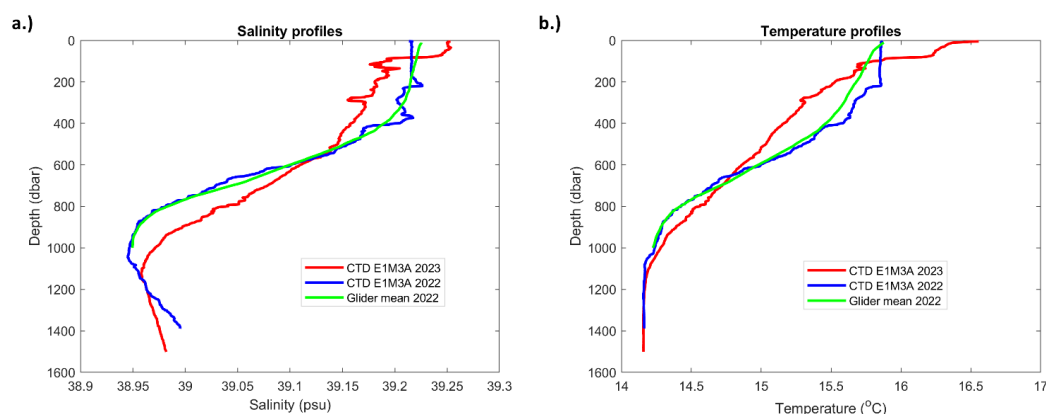 a.)
Salinity profiles
0
200
400
600
800
1000
1200
1400
1600
Depth (dbar)
CTD E1M3A 2023
CTD E1M3A 2022
Glider mean 2022
38.9 38.95 39 39.05 39.1 39.15 39.2 39.25 39.3
Salinity (psu)
b.)
Temperature profiles
0
200
400
600
800
1000
1200
1400
1600
Depth (dbar)
CTD E1M3A 2023
CTD E1M3A 2022
Glider mean 2022
14 14.5 15 15.5 16 16.5 17
Temperature (°C)